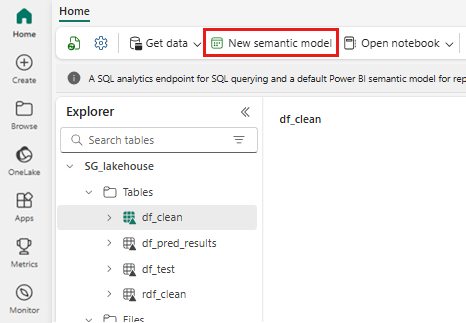 Home
Home
Create
Browse
OneLake
Apps
Metrics
Monitor
Get data
New semantic model
Open notebook
A SQL analytics endpoint for SQL querying and a default Power BI semantic model for rep
Explorer
Search tables
SG_lakehouse
Tables
df_clean
df_pred_results
df_test
rdf_clean
Files
df_clean